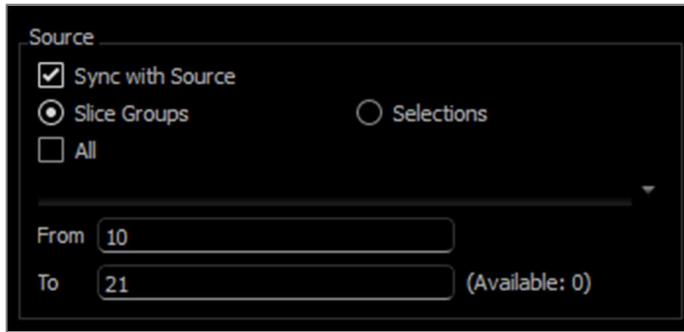 Source
Sync with Source
Slice Groups Selections
All
From 10
To 21 (Available: 0)